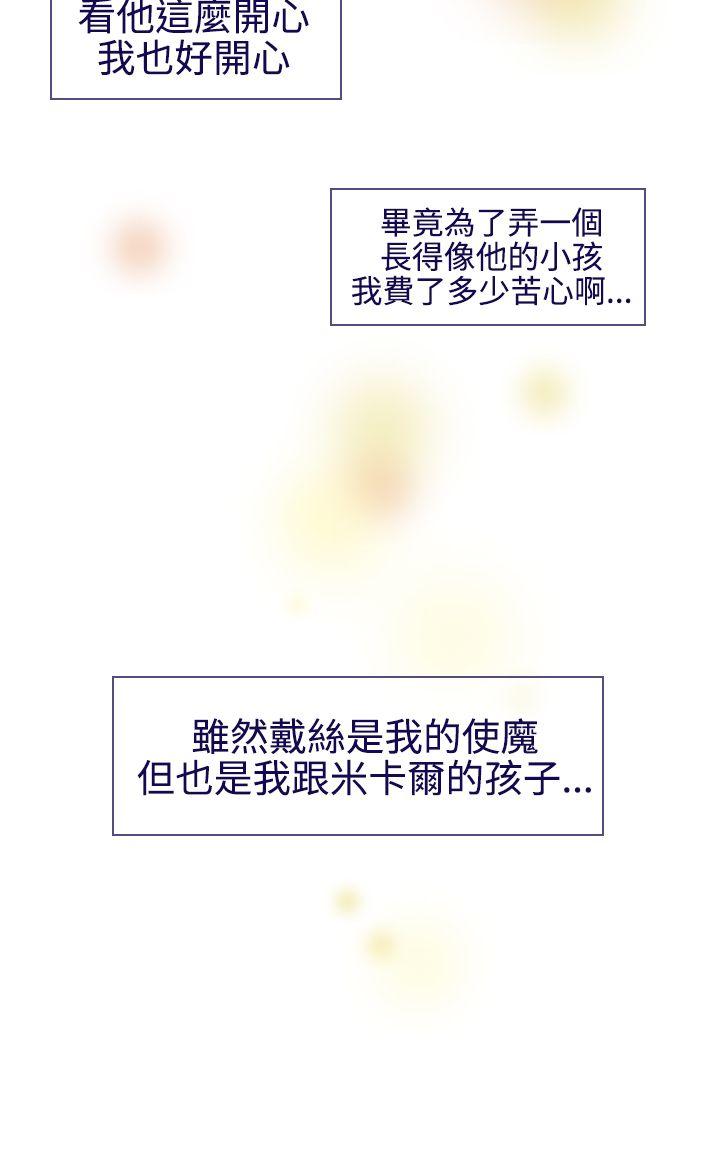 看他這麼開心
我也好開心
畢竟為了弄一個
長得像他的小孩
我費了多少苦心啊...
雖然戴絲是我的使魔
但也是我跟米卡爾的孩子...